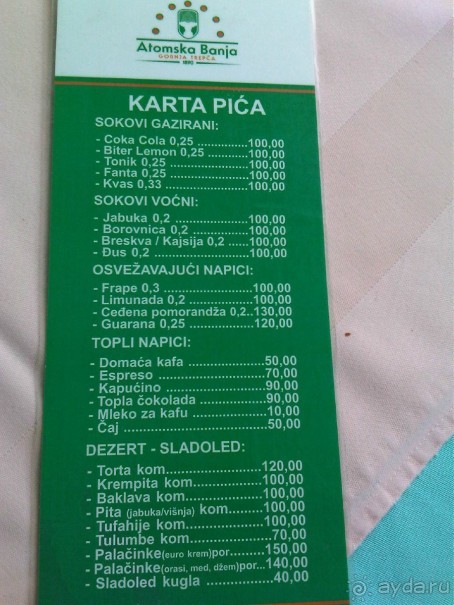 Atomska Banja
GORNJA TREPČA
KARTA PIĆA
SOKOVI GAZIRANI:
- Coka Cola 0,25 ...............100,00
- Biter Lemon 0,25 ............100,00
- Tonik 0,25 .......................100,00
- Fanta 0,25 .......................100,00
- Kvas 0,33 ........................100,00
SOKOVI VOĆNI:
- Jabuka 0,2 ......................100,00
- Borovnica 0,2 .................100,00
- Breskva / Kajsija 0,2 ......100,00
- Đus 0,2 ...........................100,00
OSVEŽAVAJUĆI NAPICI:
- Frape 0,3 ........................100,00
- Limunada 0,2 .................100,00
- Ceđena pomorandža 0,2..130,00
- Guarana 0,25 ..................120,00
TOPLI NAPICI:
- Domaća kafa ....................50,00
- Espreso ...........................70,00
- Kapućino .........................90,00
- Topla čokolada ................90,00
- Mleko za kafu ..................10,00
- Čaj ...................................50,00
DEZERT - SLADOLED:
- Torta kom.......................120,00
- Krempita kom.................100,00
- Baklava kom...................100,00
- Pita (jabuka/višnja) kom.......100,00
- Tufahije kom...................100,00
- Tulumbe kom....................70,00
- Palačinke(euro krem)por.......150,00
- Palačinke(orasi, med, džem)por...140,00
- Sladoled kugla .................40,00
ayda.ru